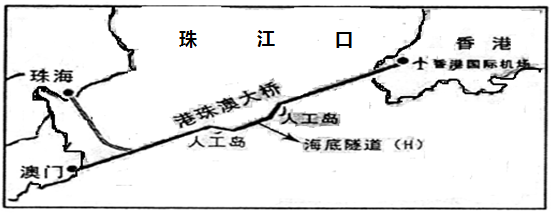 珠 江 口
香 港
香港国际机场
珠海
港珠澳大桥
人工岛
人工岛
海底隧道（H）
澳门